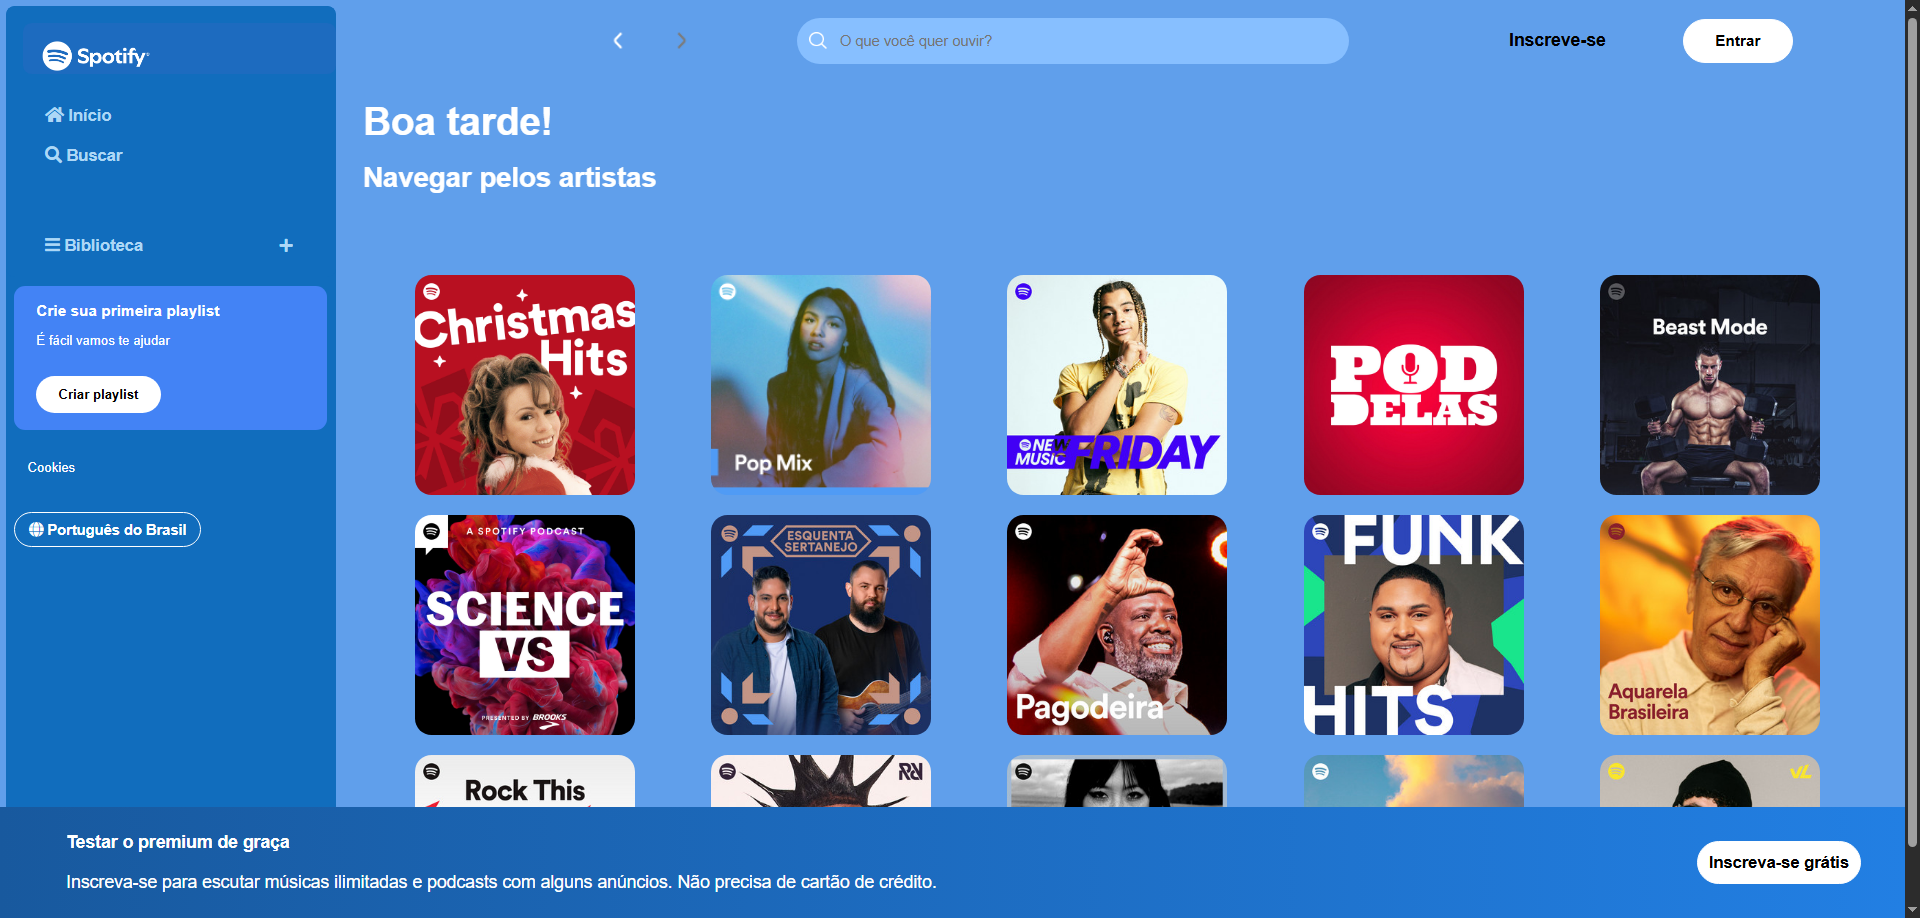 Spotify
Início
Buscar
Biblioteca
Crie sua primeira playlist
É fácil vamos te ajudar
Criar playlist
Cookies
Português do Brasil
O que você quer ouvir?
Inscreve-se
Entrar
Boa tarde!
Navegar pelos artistas
Christmas
Hits
Pop Mix
NEW
MUSIC
FRIDAY
POD
DELAS
Beast Mode
A SPOTIFY PODCAST
SCIENCE
VS
PRESENTED BY BROOKS
ESQUENTA
SERTANEJO
Pagodeira
FUNK
HITS
Aquarela
Brasileira
Rock This
VL
Testar o premium de graça
Inscreva-se para escutar músicas ilimitadas e podcasts com alguns anúncios. Não precisa de cartão de crédito.
Inscreva-se grátis